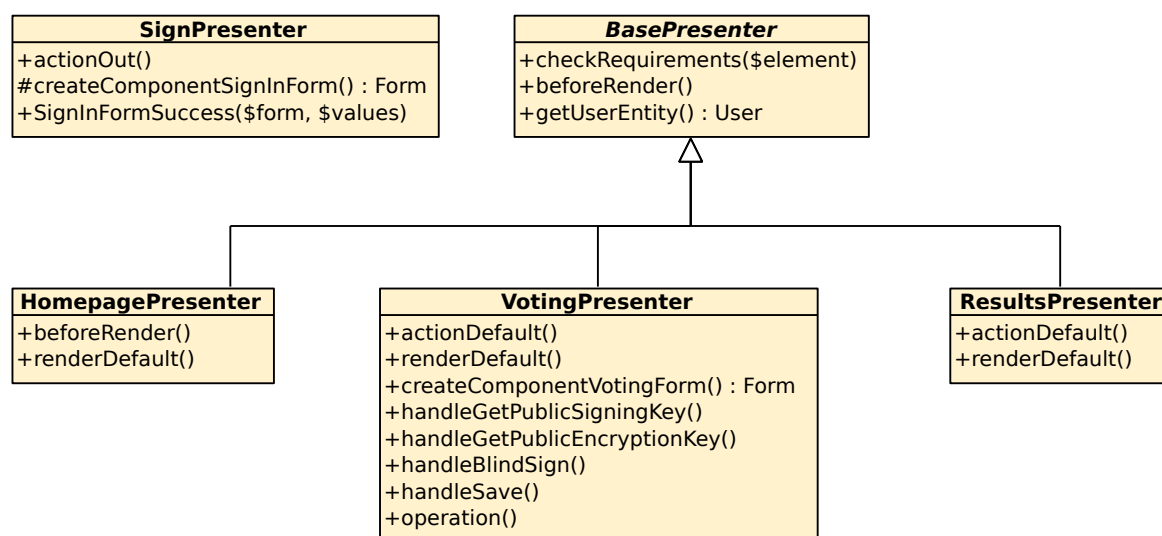 SignPresenter
+actionOut()
#createComponentSignInForm() : Form
+SignInFormSuccess($form, $values)
BasePresenter
+checkRequirements($element)
+beforeRender()
+getUserEntity() : User
HomepagePresenter
+beforeRender()
+renderDefault()
VotingPresenter
+actionDefault()
+renderDefault()
+createComponentVotingForm() : Form
+handleGetPublicSigningKey()
+handleGetPublicEncryptionKey()
+handleBlindSign()
+handleSave()
+operation()
ResultsPresenter
+actionDefault()
+renderDefault()